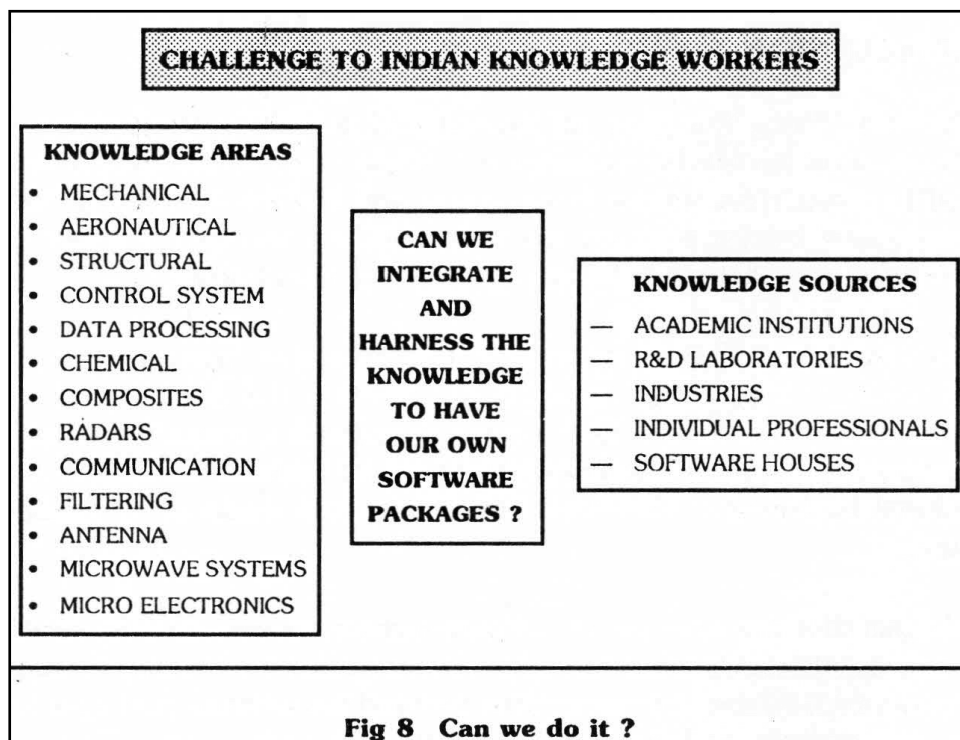 CHALLENGE TO INDIAN KNOWLEDGE WORKERS
KNOWLEDGE AREAS
• MECHANICAL
• AERONAUTICAL
• STRUCTURAL
• CONTROL SYSTEM
• DATA PROCESSING
• CHEMICAL
• COMPOSITES
• RADARS
• COMMUNICATION
• FILTERING
• ANTENNA
• MICROWAVE SYSTEMS
• MICRO ELECTRONICS
CAN WE
INTEGRATE
AND
HARNESS THE
KNOWLEDGE
TO HAVE
OUR OWN
SOFTWARE
PACKAGES ?
KNOWLEDGE SOURCES
— ACADEMIC INSTITUTIONS
— R&D LABORATORIES
— INDUSTRIES
— INDIVIDUAL PROFESSIONALS
— SOFTWARE HOUSES
Fig 8 Can we do it ?